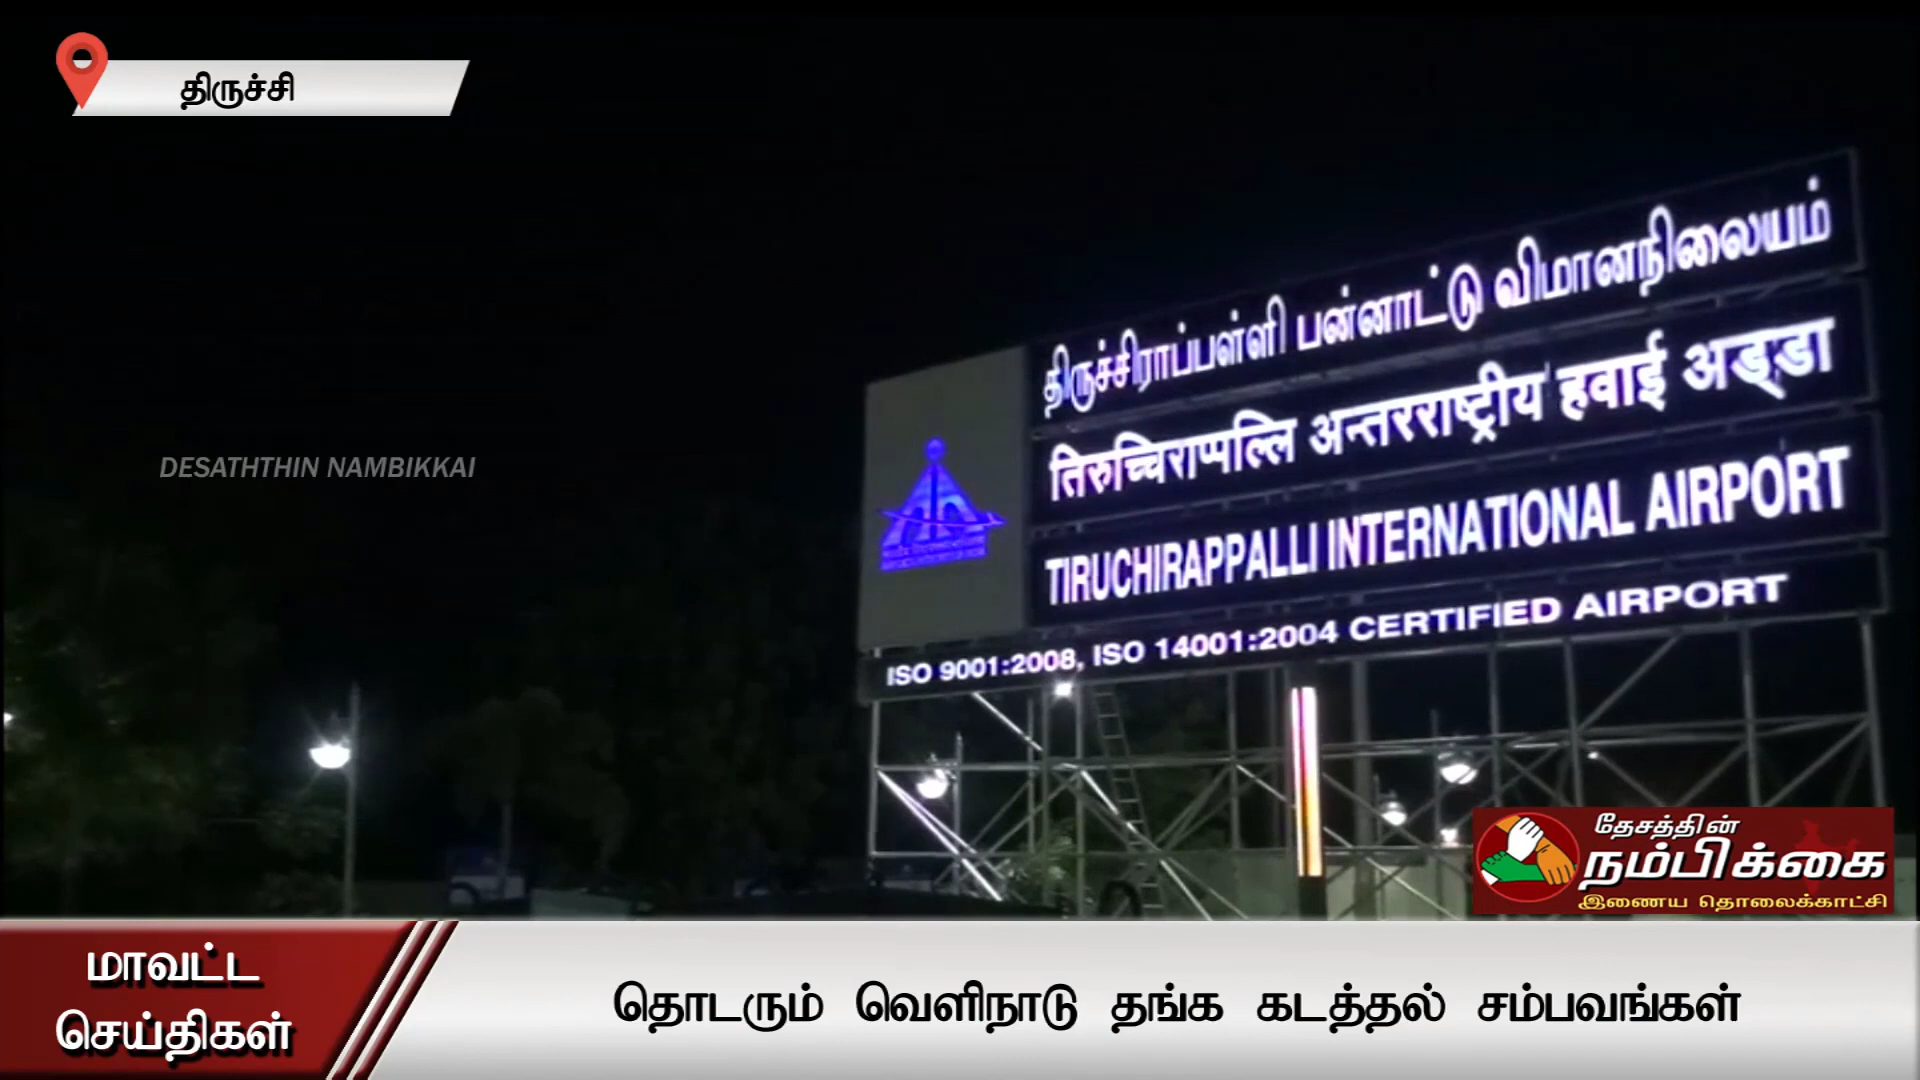 திருச்சி
திருச்சிராப்பள்ளி பன்னாட்டு விமானநிலையம்
तिरुच्चिराप्पल्लि अन्तरराष्ट्रीय हवाई अड्डा
TIRUCHIRAPPALLI INTERNATIONAL AIRPORT
ISO 9001:2008, ISO 14001:2004 CERTIFIED AIRPORT
DESATHTHIN NAMBIKKAI
தேசத்தின்
நம்பிக்கை
இணைய தொலைக்காட்சி
மாவட்ட
செய்திகள்
தொடரும் வெளிநாடு தங்க கடத்தல் சம்பவங்கள்